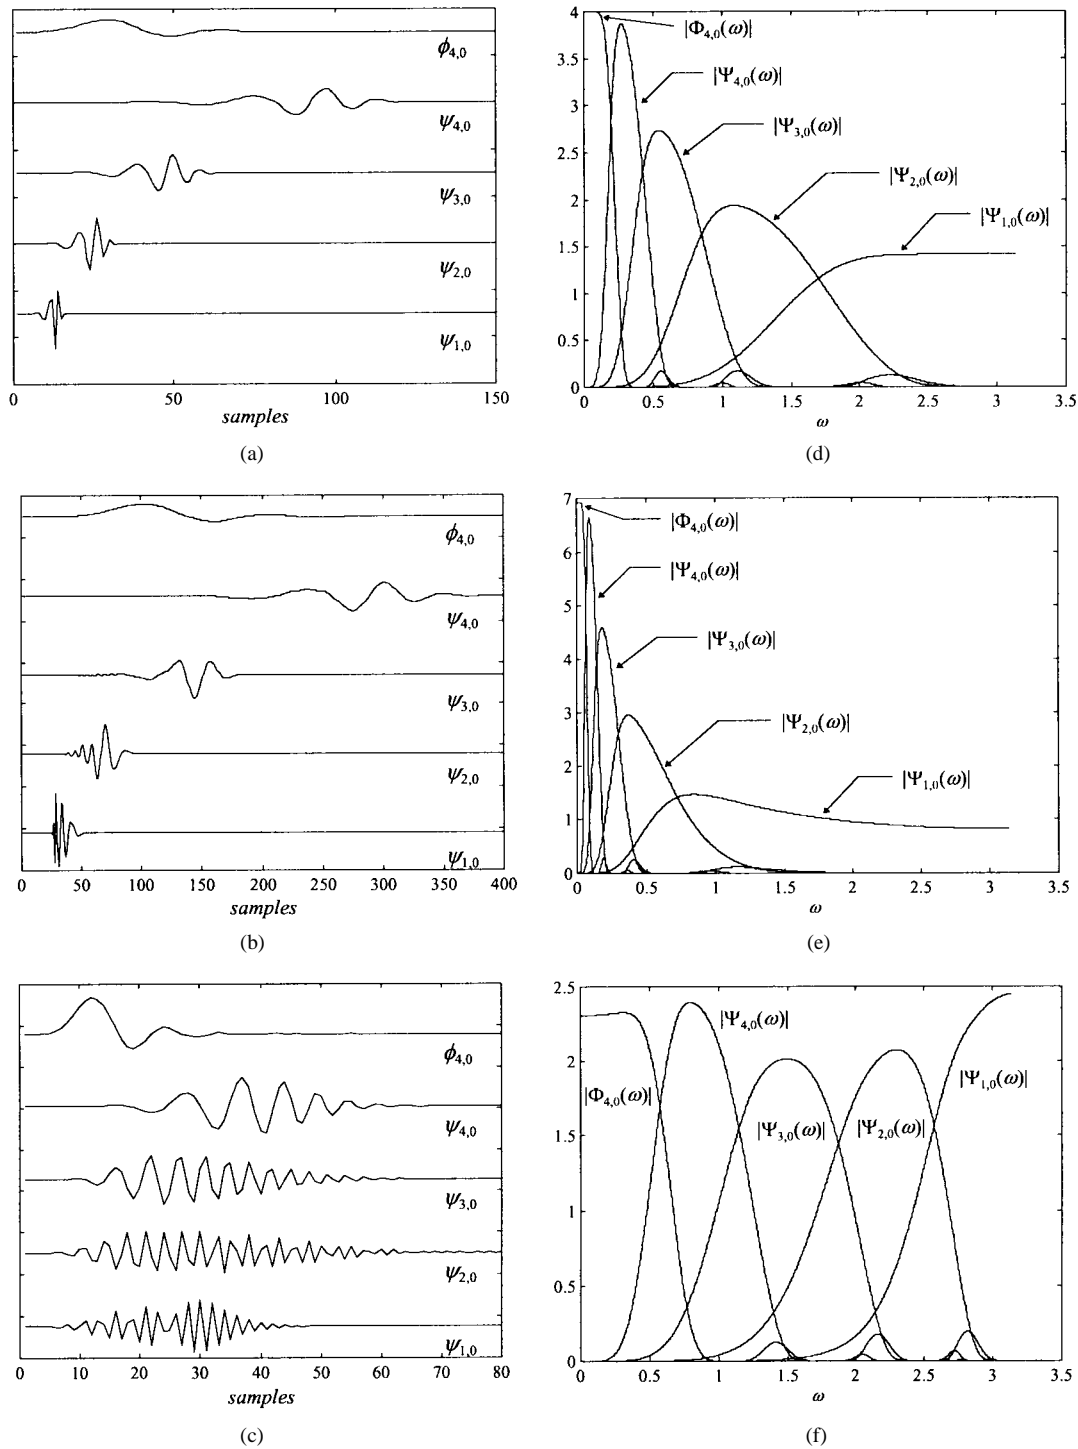 ϕ4,0
ψ4,0
ψ3,0
ψ2,0
ψ1,0
0 50 100 150
samples
(a)
4
3.5
3
2.5
2
1.5
1
0.5
0
|Φ4,0(ω)|
|Ψ4,0(ω)|
|Ψ3,0(ω)|
|Ψ2,0(ω)|
|Ψ1,0(ω)|
0 0.5 1 1.5 2 2.5 3 3.5
ω
(d)
ϕ4,0
ψ4,0
ψ3,0
ψ2,0
ψ1,0
0 50 100 150 200 250 300 350 400
samples
(b)
7
6
5
4
3
2
1
0
|Φ4,0(ω)|
|Ψ4,0(ω)|
|Ψ3,0(ω)|
|Ψ2,0(ω)|
|Ψ1,0(ω)|
0 0.5 1 1.5 2 2.5 3 3.5
ω
(e)
ϕ4,0
ψ4,0
ψ3,0
ψ2,0
ψ1,0
0 10 20 30 40 50 60 70 80
samples
(c)
2.5
2
1.5
1
0.5
0
|Ψ4,0(ω)|
|Ψ1,0(ω)|
|Φ4,0(ω)|
|Ψ3,0(ω)|
|Ψ2,0(ω)|
0 0.5 1 1.5 2 2.5 3 3.5
ω
(f)